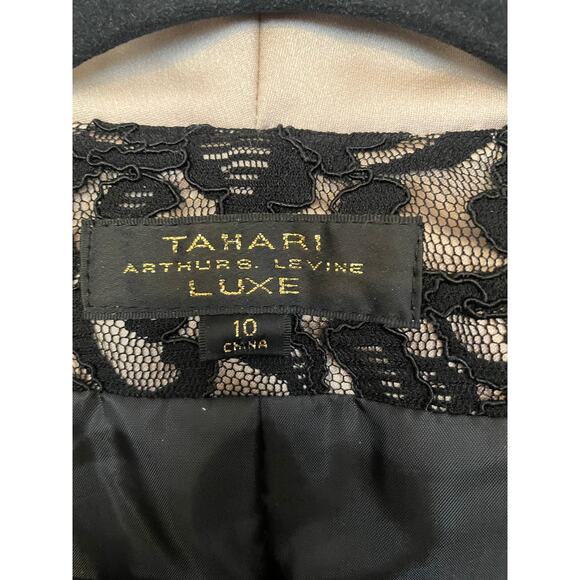 TAHARI
ARTHUR S. LEVINE
LUXE
10
CHINA